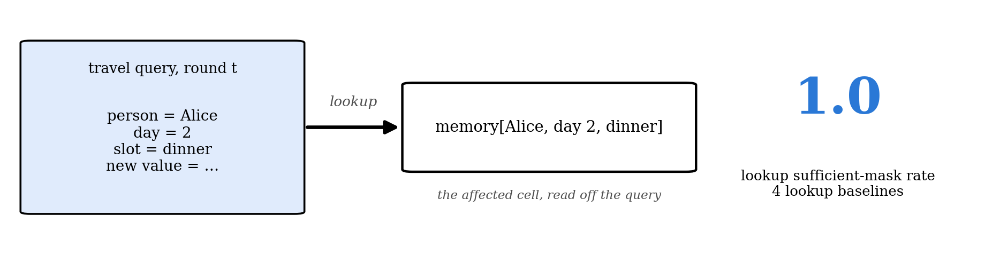 travel query, round t
person = Alice
day = 2
slot = dinner
new value = …
lookup
memory[Alice, day 2, dinner]
the affected cell, read off the query
1.0
lookup sufficient-mask rate
4 lookup baselines